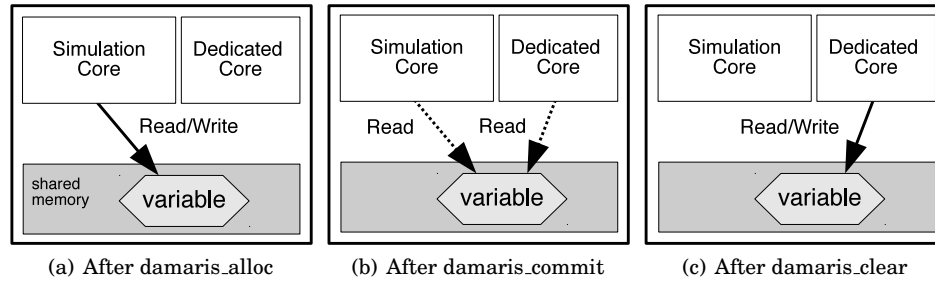 Simulation
Core
Dedicated
Core
Read/Write
shared
memory
variable
(a) After damaris_alloc
Simulation
Core
Dedicated
Core
Read
Read
variable
(b) After damaris_commit
Simulation
Core
Dedicated
Core
Read/Write
variable
(c) After damaris_clear